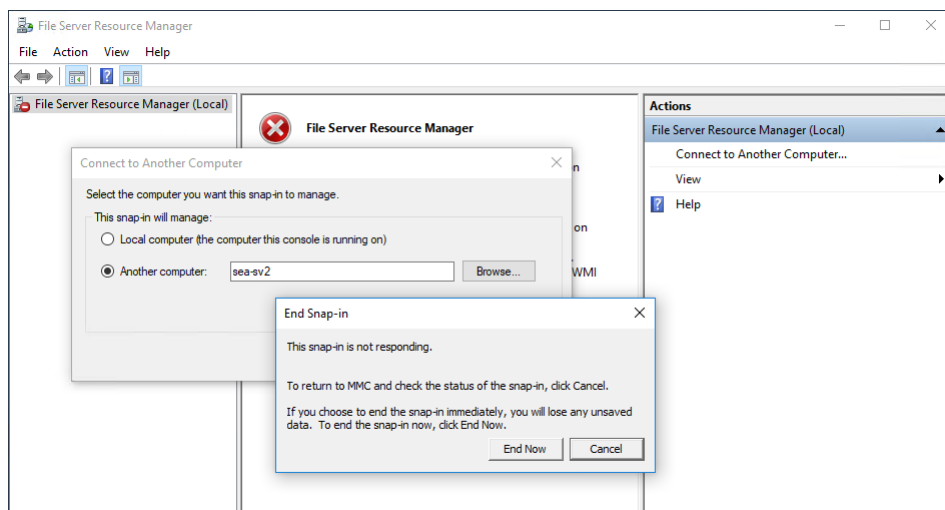 File Server Resource Manager
File Action View Help
File Server Resource Manager (Local)
File Server Resource Manager
on
WMI
Actions
File Server Resource Manager (Local)
Connect to Another Computer...
View
Help
Connect to Another Computer
Select the computer you want this snap-in to manage.
This snap-in will manage:
Local computer (the computer this console is running on)
Another computer: sea-sv2 Browse...
End Snap-in
This snap-in is not responding.
To return to MMC and check the status of the snap-in, click Cancel.
If you choose to end the snap-in immediately, you will lose any unsaved
data. To end the snap-in now, click End Now.
End Now Cancel